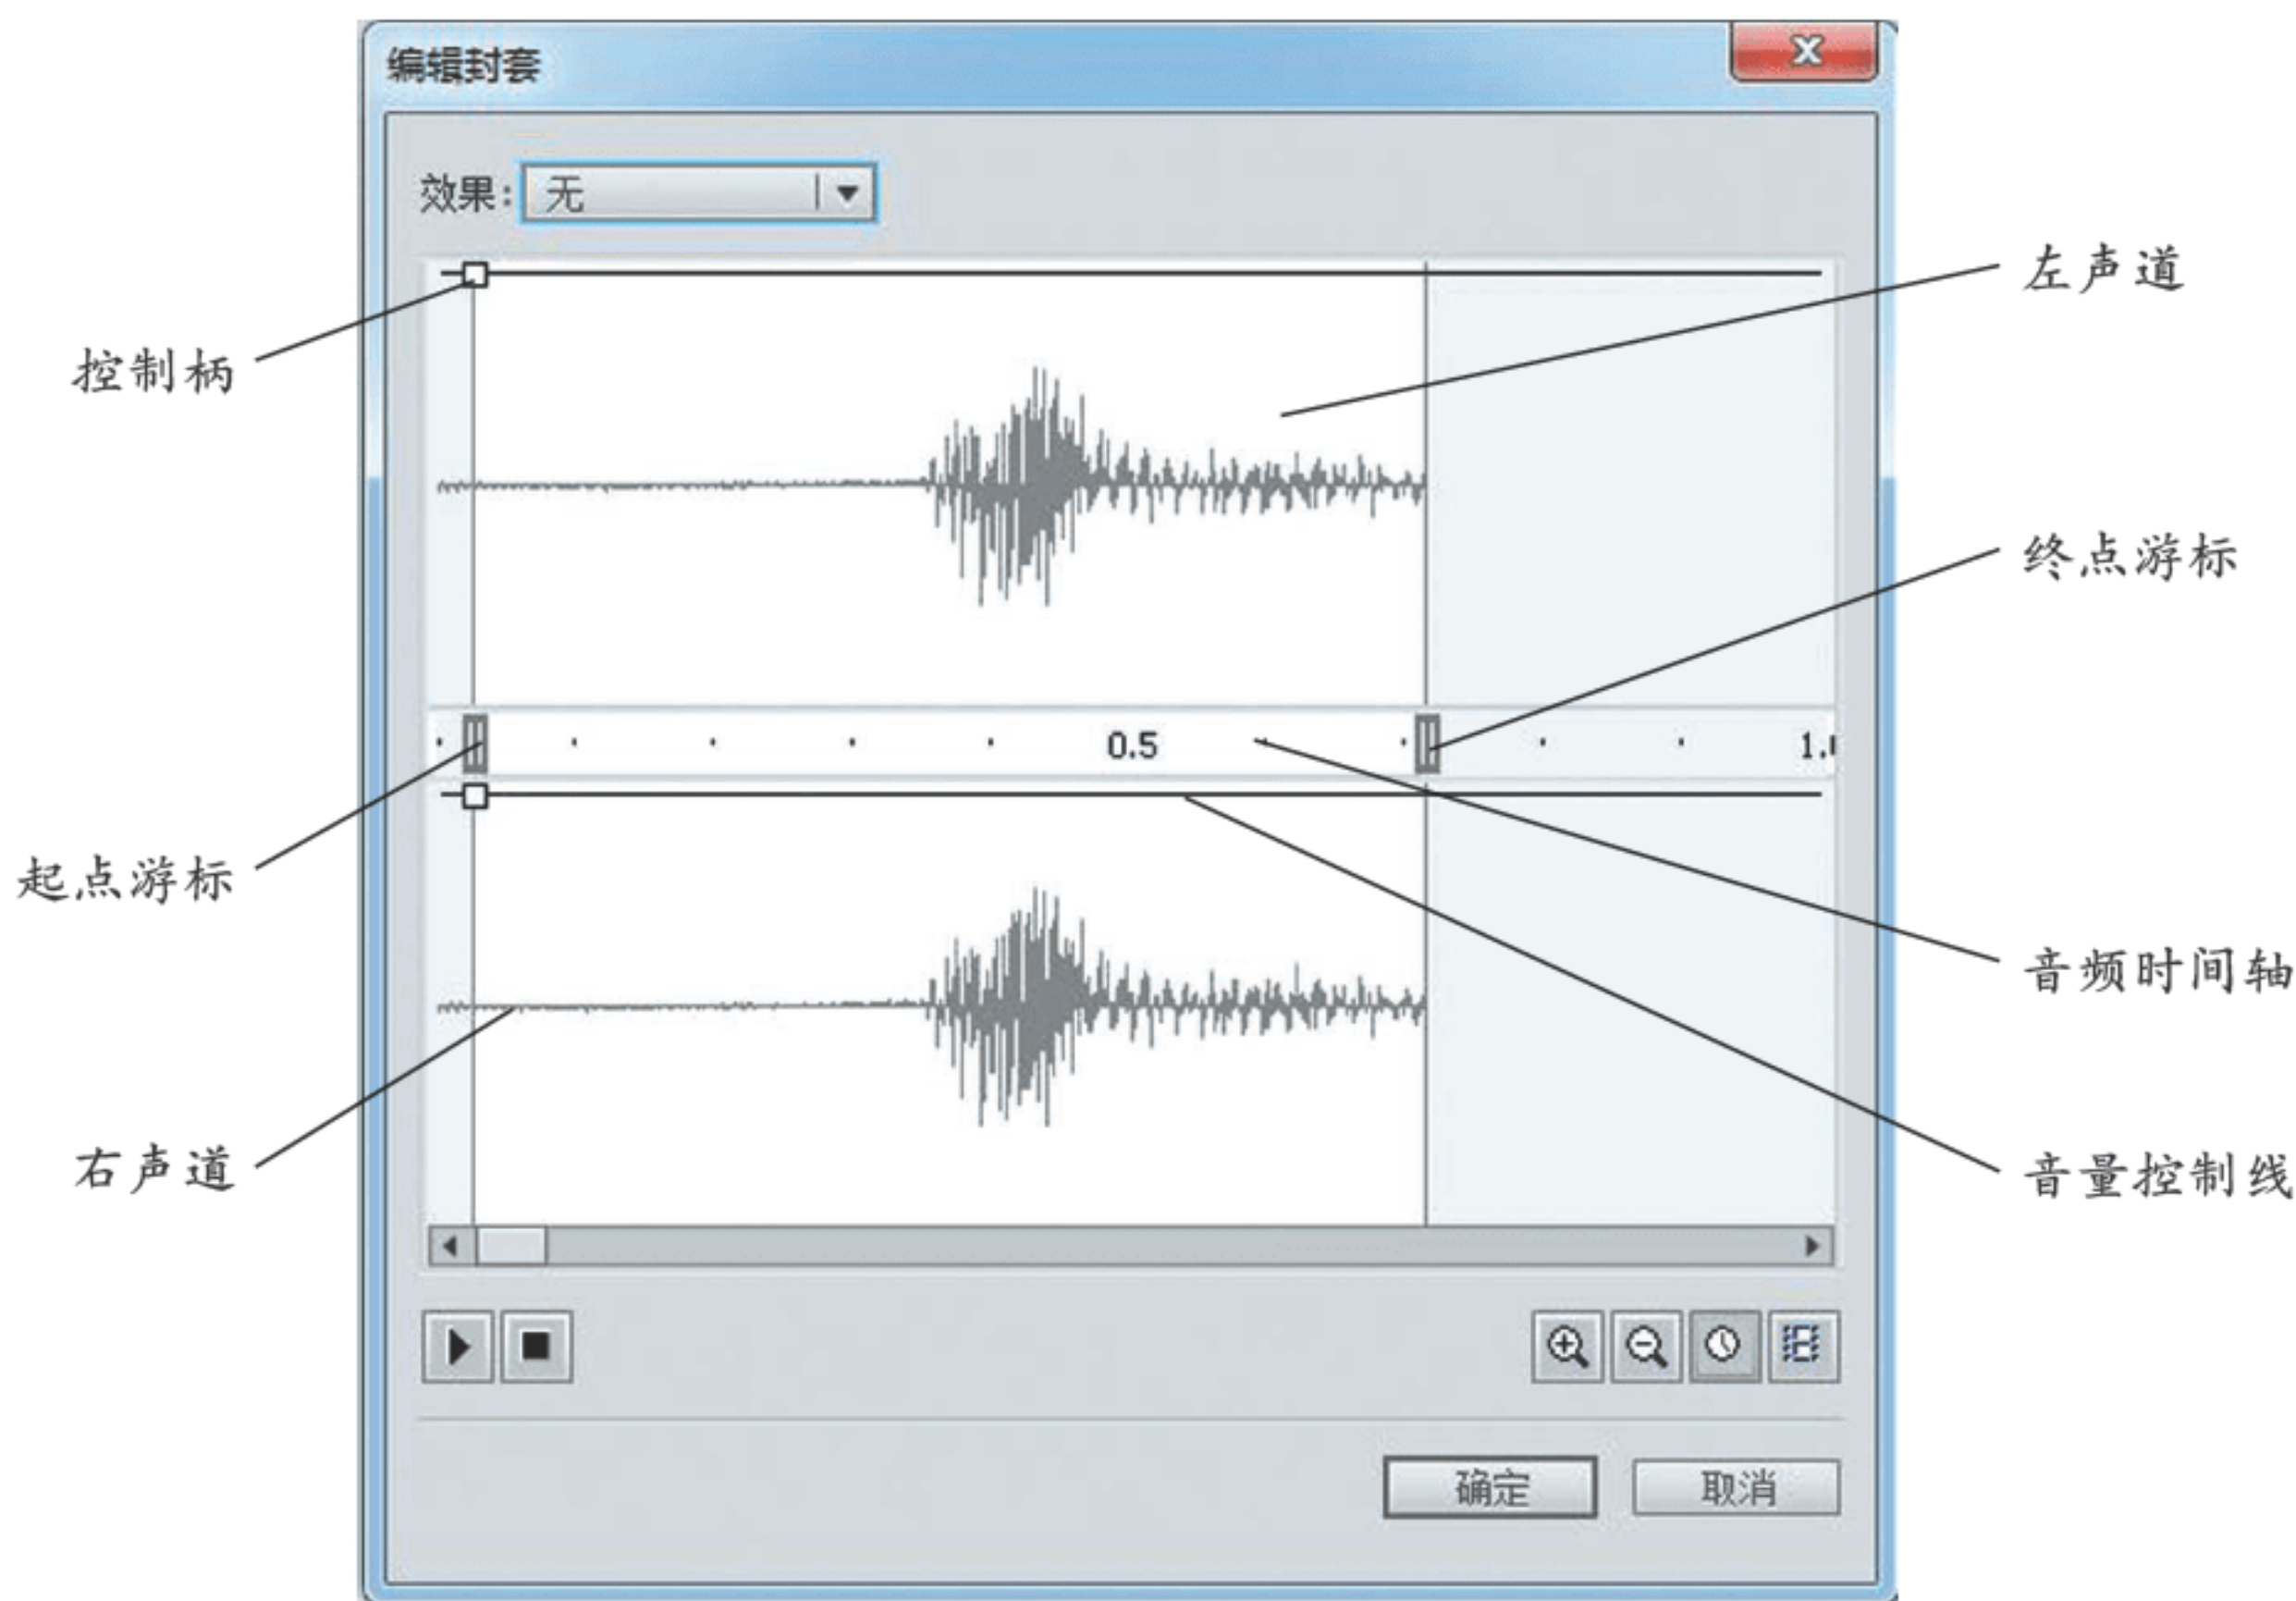 编辑封套
效果: 无
左声道
控制柄
终点游标
0.5
起点游标
音频时间轴
右声道
音量控制线
确定
取消